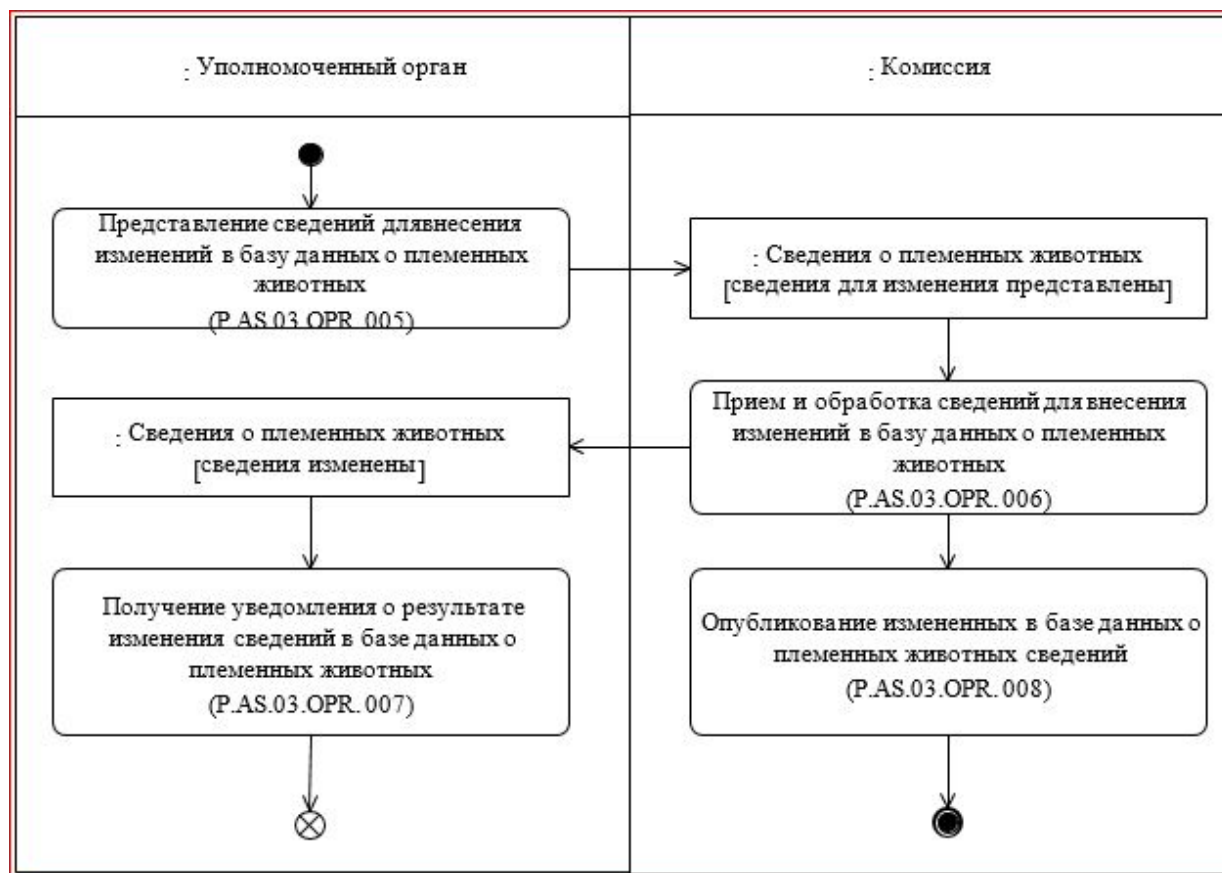 : Уполномоченный орган
: Комиссия
Представление сведений длявнесения
изменений в базу данных о племенных
животных
(P.AS.03.OPR. 005)
: Сведения о племенных животных
[сведения для изменения представлены]
Прием и обработка сведений для внесения
изменений в базу данных о племенных
животных
(P.AS.03.OPR. 006)
: Сведения о племенных животных
[сведения изменены]
Получение уведомления о результате
изменения сведений в базе данных о
племенных животных
(P.AS.03.OPR. 007)
Опубликование измененных в базе данных о
племенных животных сведений
(P.AS.03.OPR. 008)